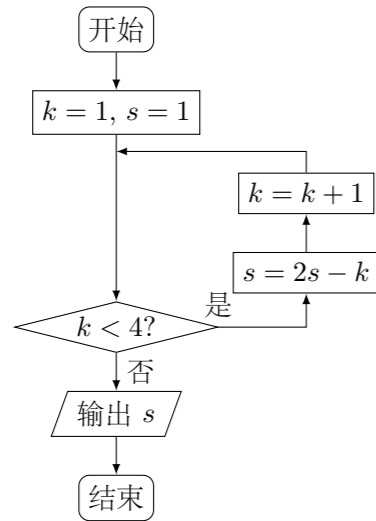 开始
k = 1, s = 1
k = k + 1
s = 2s − k
是
k < 4?
否
输出 s
结束